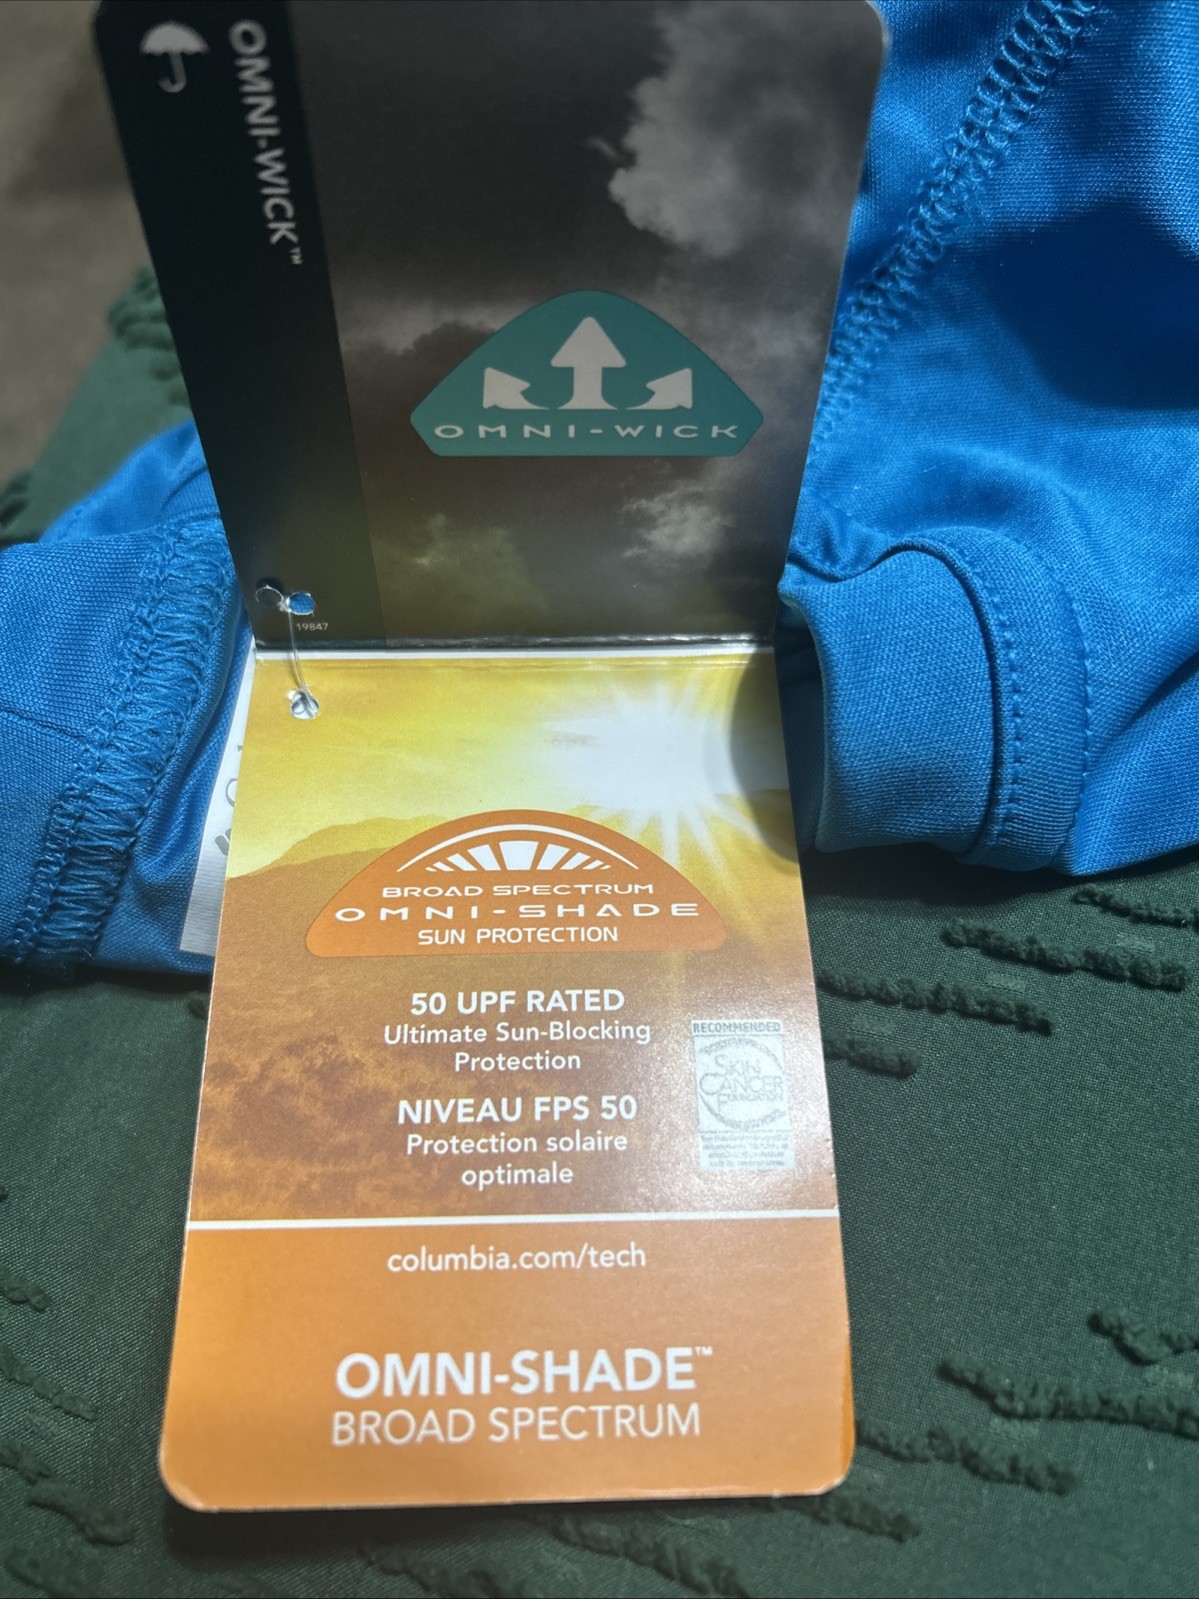 OMNI-WICK™
OMNI-WICK
19847
BROAD SPECTRUM
OMNI-SHADE
SUN PROTECTION
50 UPF RATED
Ultimate Sun-Blocking
Protection
NIVEAU FPS 50
Protection solaire
optimale
RECOMMENDED
SKIN
CANCER
FOUNDATION
columbia.com/tech
OMNI-SHADE™
BROAD SPECTRUM